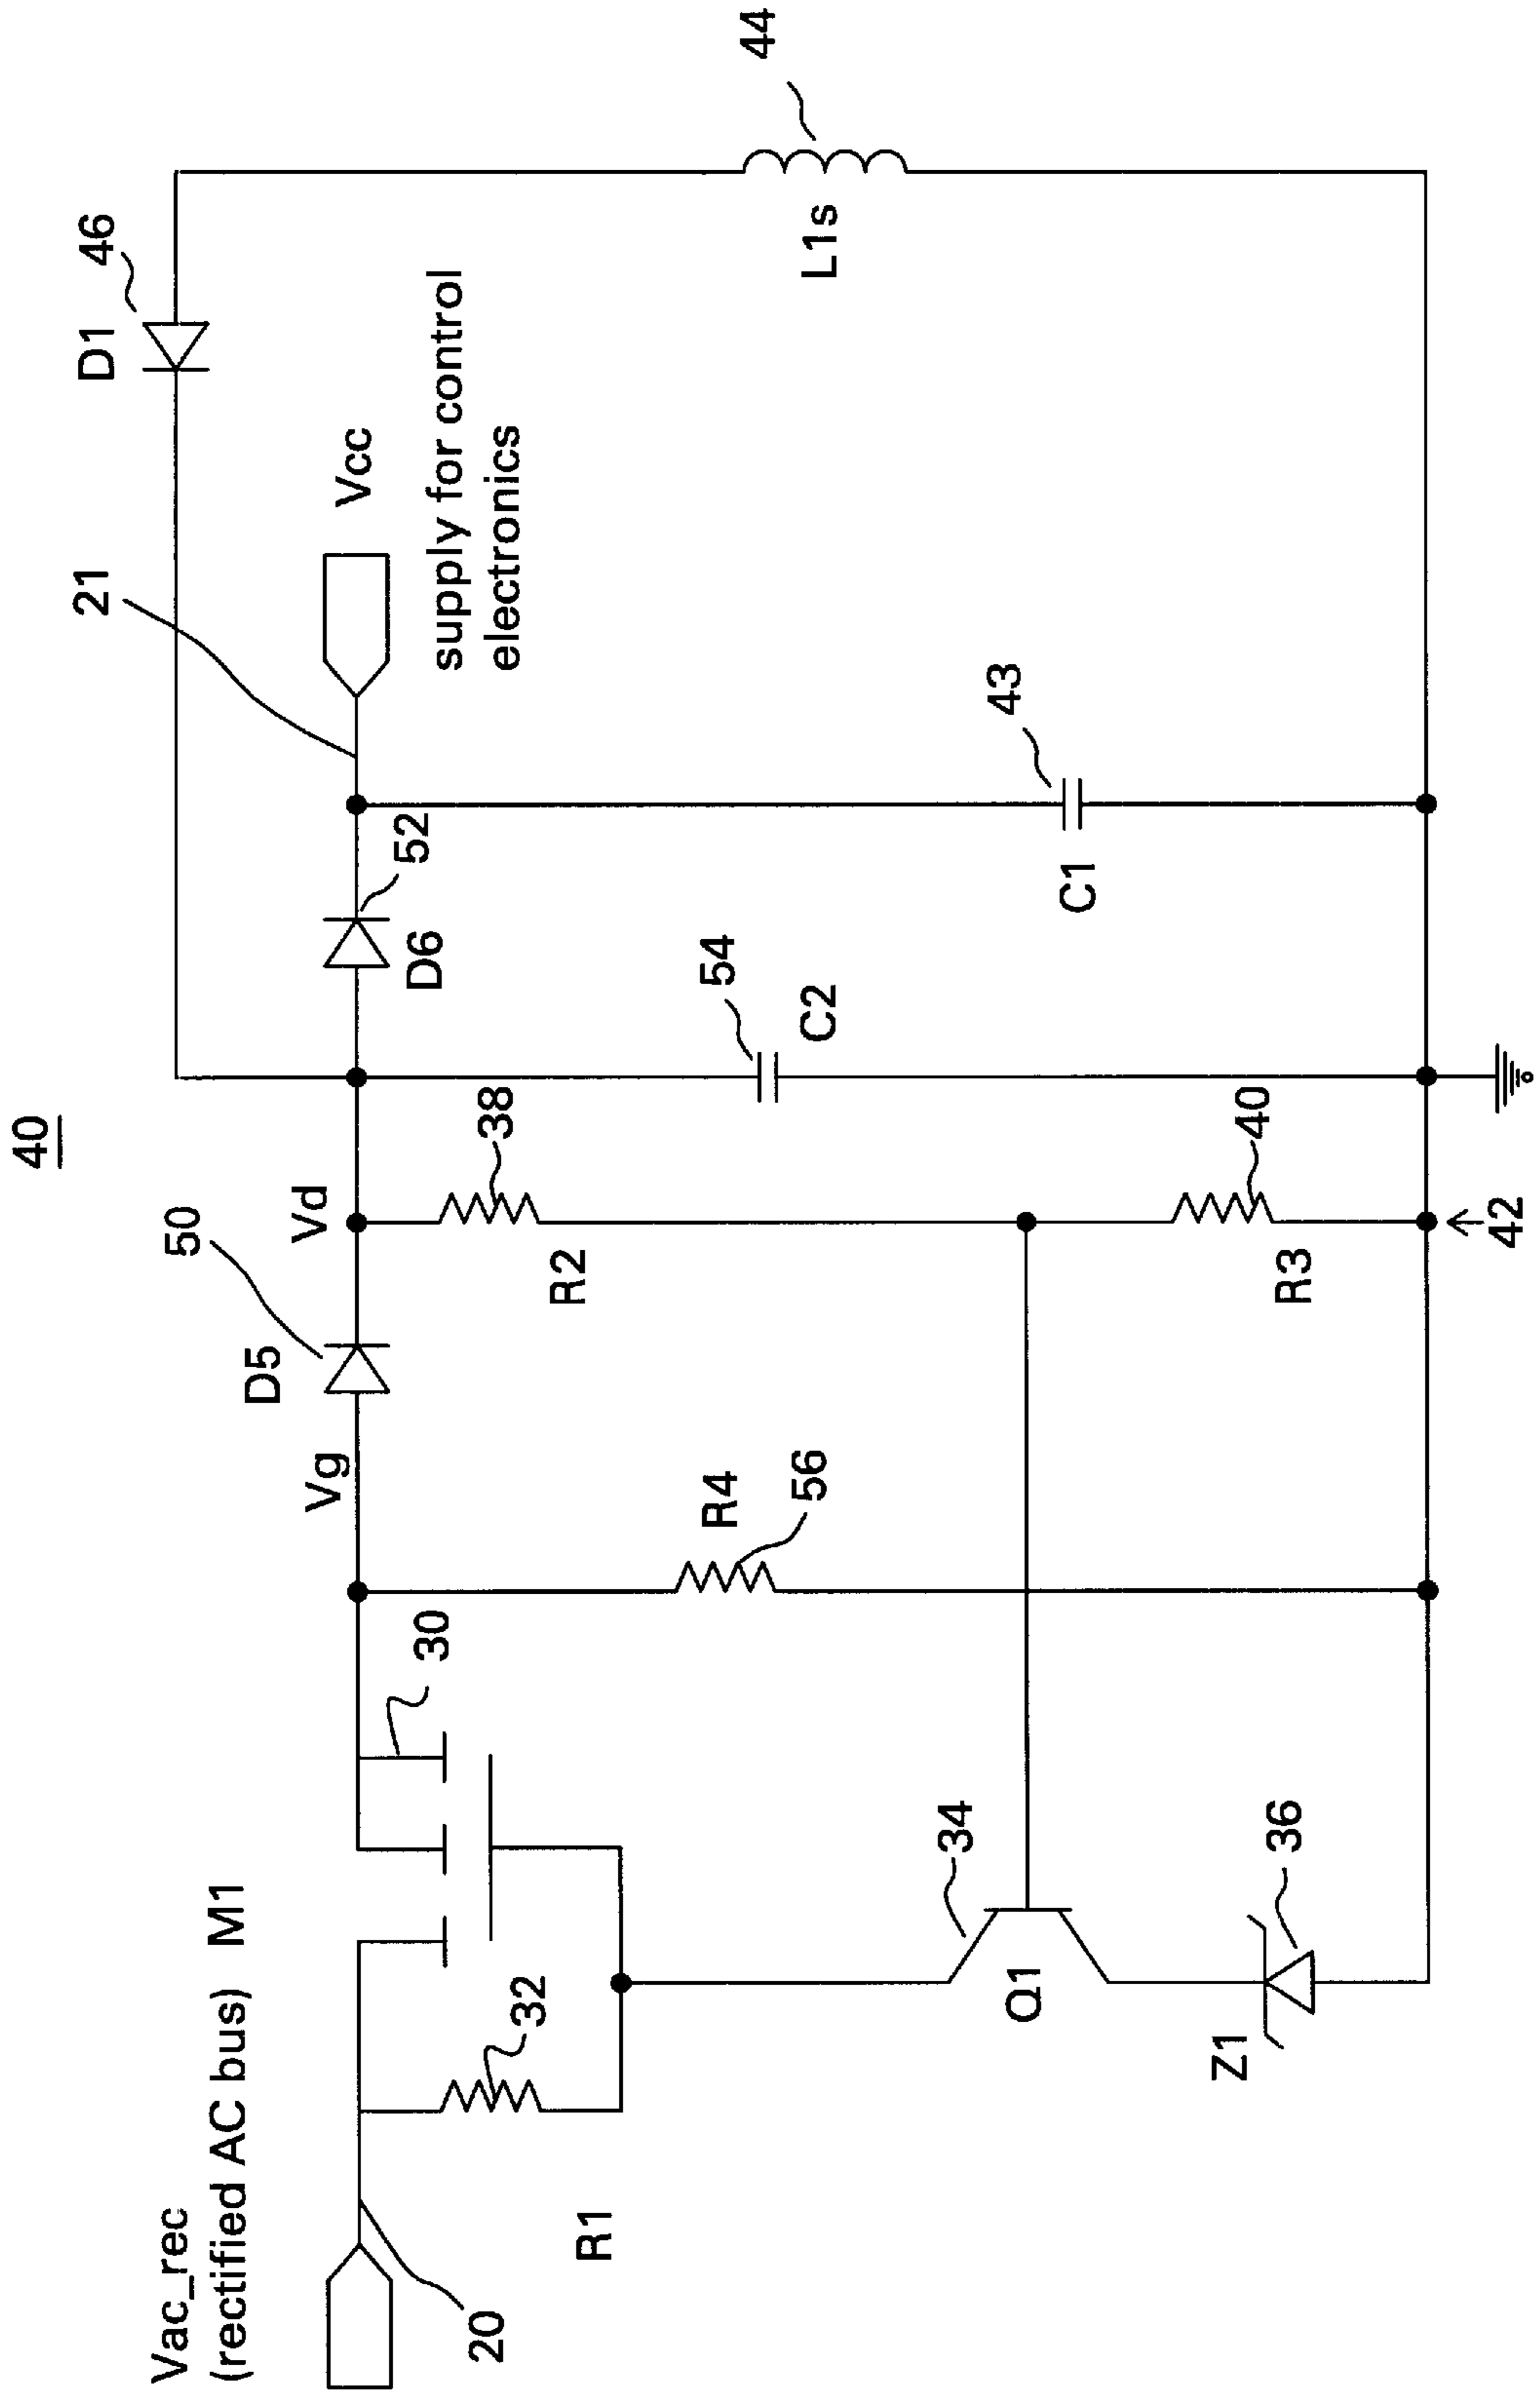 40
Vac_rec
(rectified AC bus)
M1
20
R1
32
30
Vg
R4
56
D5
50
Vd
R2
38
R3
40
42
Q1
34
Z1
36
C2
54
D6
52
C1
43
21
Vcc
supply for control
electronics
D1
46
L1s
44